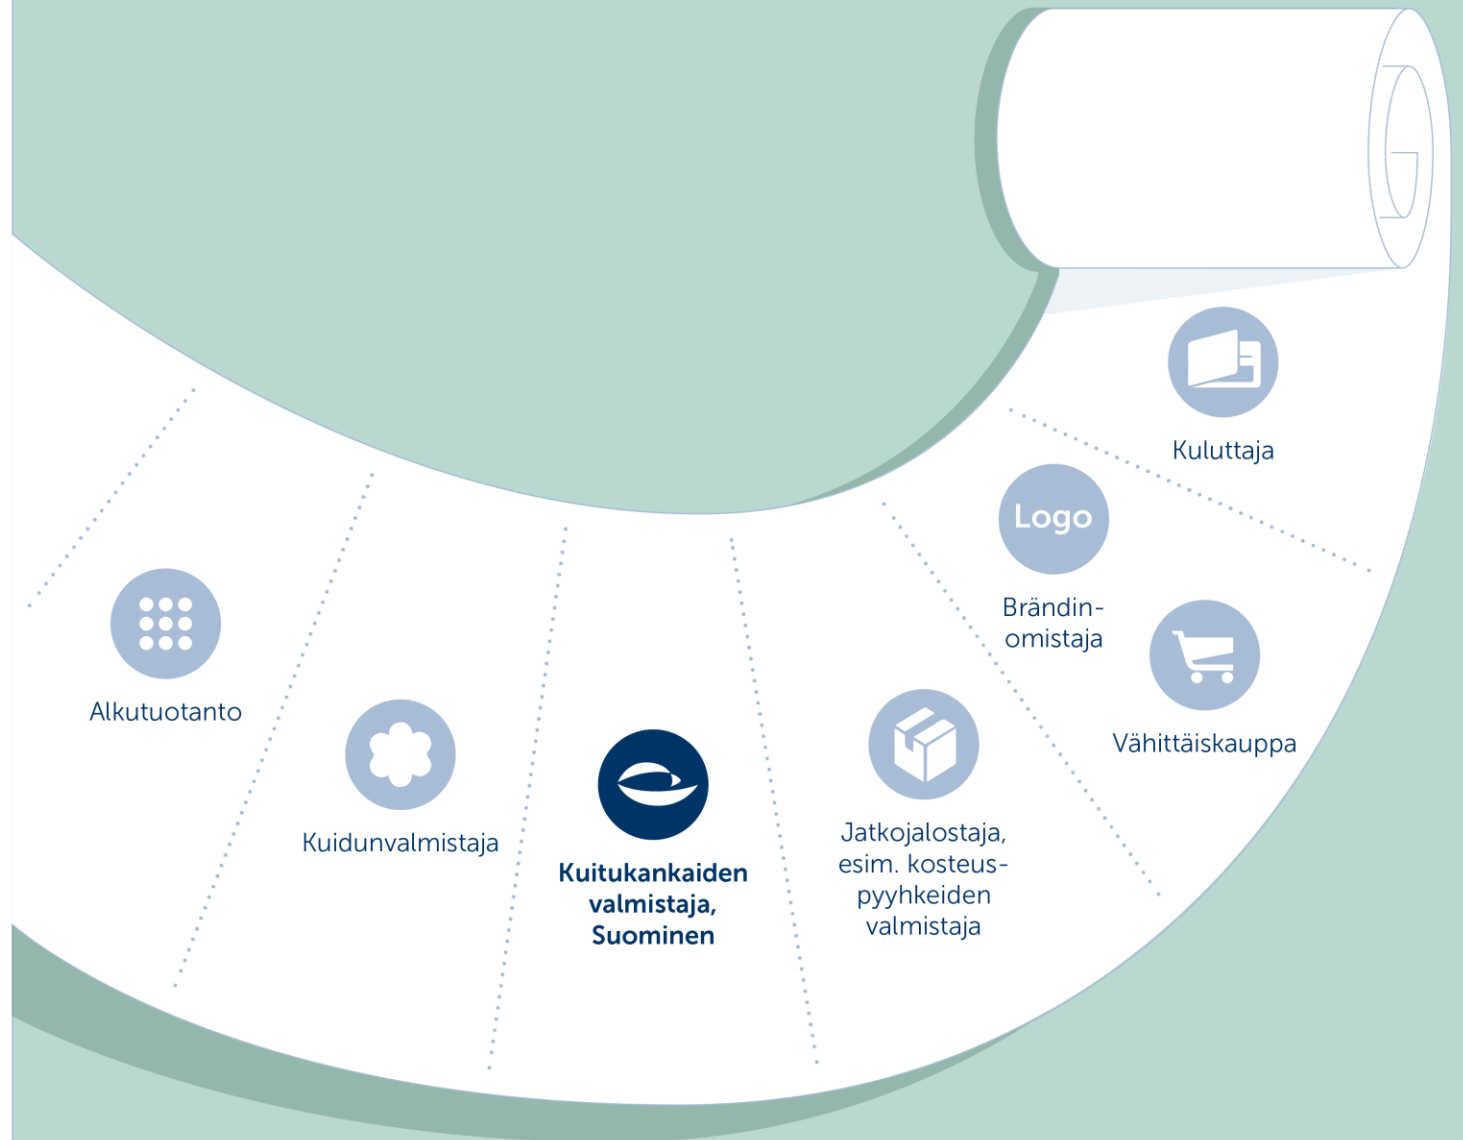 Alkutuotanto
Kuidunvalmistaja
Kuitukankaiden
valmistaja,
Suominen
Jatkojalostaja,
esim. kosteus-
pyyhkeiden
valmistaja
Logo
Brändin-
omistaja
Vähittäiskauppa
Kuluttaja